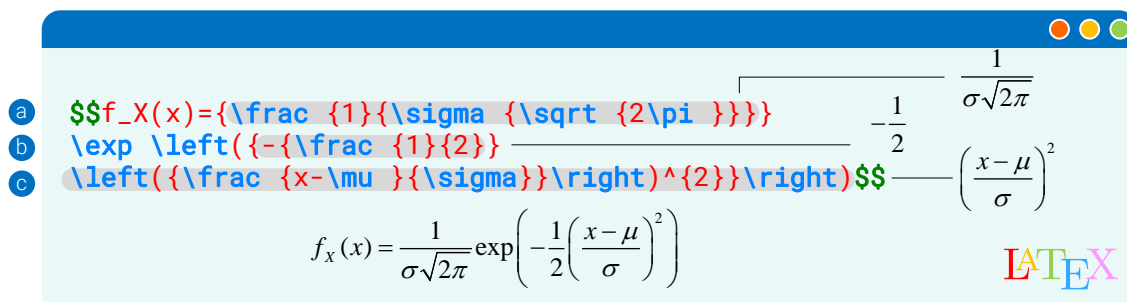 1/(σ√2π)
a $$f_X(x)={\frac {1}{\sigma {\sqrt {2\pi }}}}
-1/2
b \exp \left({-{\frac {1}{2}}
c \left({\frac {x-\mu }{\sigma}}\right)^{2}}\right)$$
((x-μ)/σ)²
f_X(x)=1/(σ√2π) exp(-1/2((x-μ)/σ)²)
LATEX